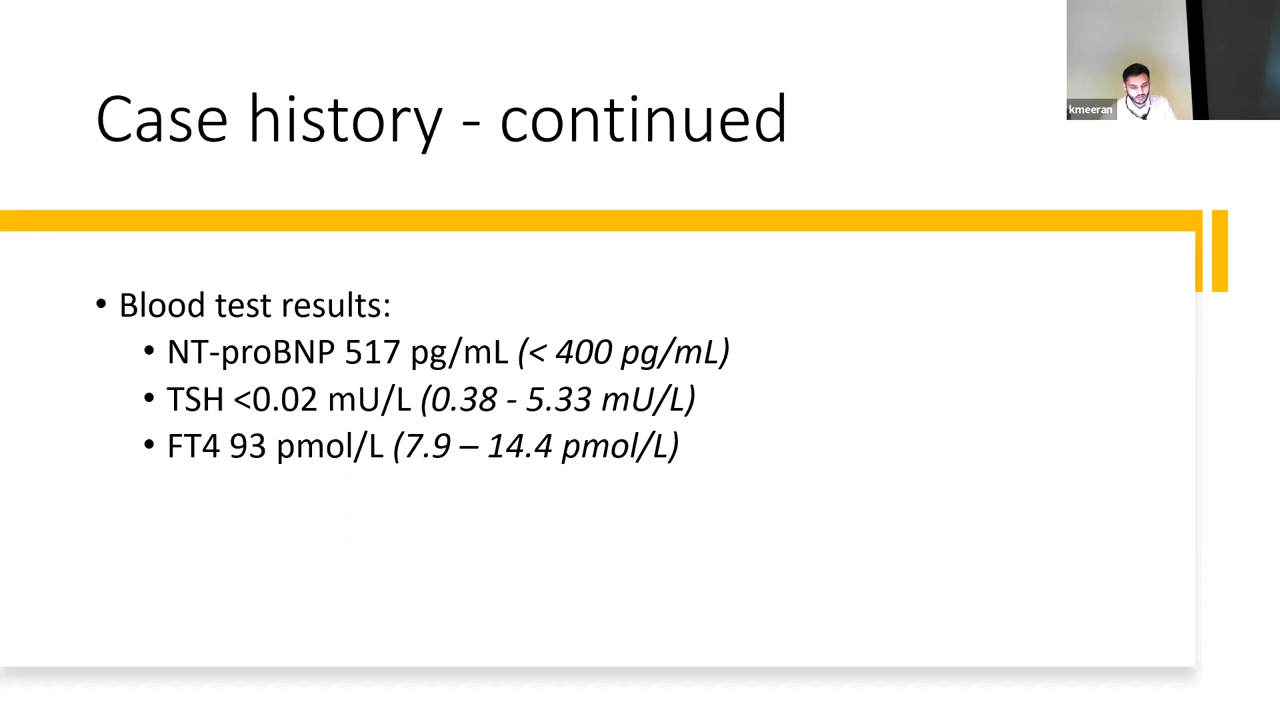 Case history - continued
kmeeran
• Blood test results:
• NT-proBNP 517 pg/mL (< 400 pg/mL)
• TSH <0.02 mU/L (0.38 - 5.33 mU/L)
• FT4 93 pmol/L (7.9 – 14.4 pmol/L)